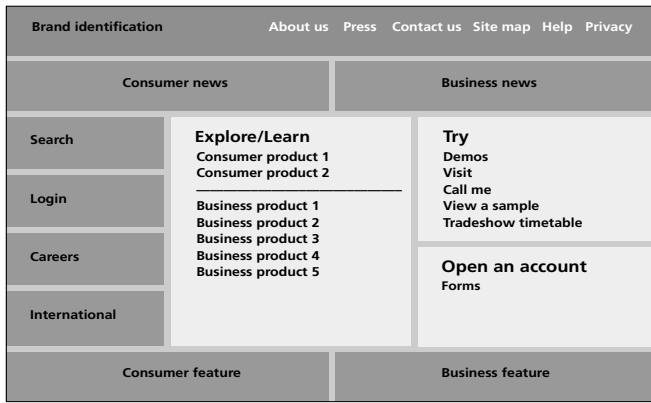 Brand identification About us Press Contact us Site map Help Privacy
Consumer news Business news
Search
Login
Careers
International
Explore/Learn
Consumer product 1
Consumer product 2
Business product 1
Business product 2
Business product 3
Business product 4
Business product 5
Try
Demos
Visit
Call me
View a sample
Tradeshow timetable
Open an account
Forms
Consumer feature Business feature